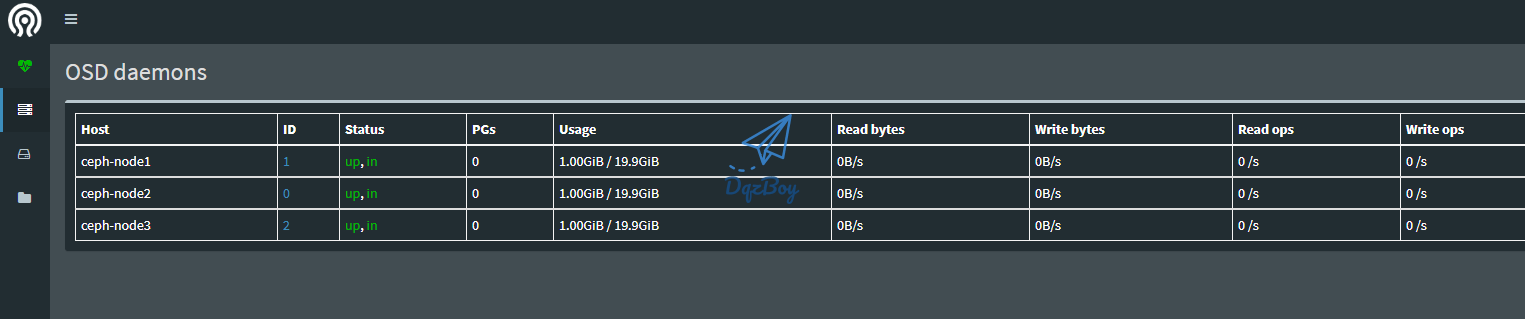 OSD daemons
Host ID Status PGs Usage Read bytes Write bytes Read ops Write ops
ceph-node1 1 up, in 0 1.00GiB / 19.9GiB 0B/s 0B/s 0 /s 0 /s
ceph-node2 0 up, in 0 1.00GiB / 19.9GiB 0B/s 0B/s 0 /s 0 /s
DqzBoy
ceph-node3 2 up, in 0 1.00GiB / 19.9GiB 0B/s 0B/s 0 /s 0 /s